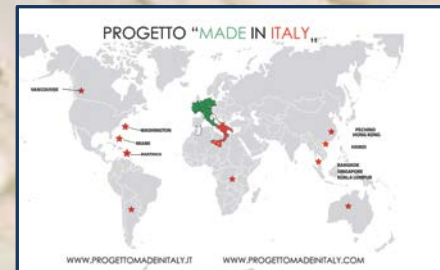 PROGETTO "MADE IN ITALY„
VANCOUVER
WASHINGTON
MIAMI
PECHINO
HONG KONG
HANOI
BANGKOK
SINGAPORE
KUALA LUMPUR
WWW.PROGETTOMADEINITALY.IT
WWW.PROGETTOMADEINITALY.COM